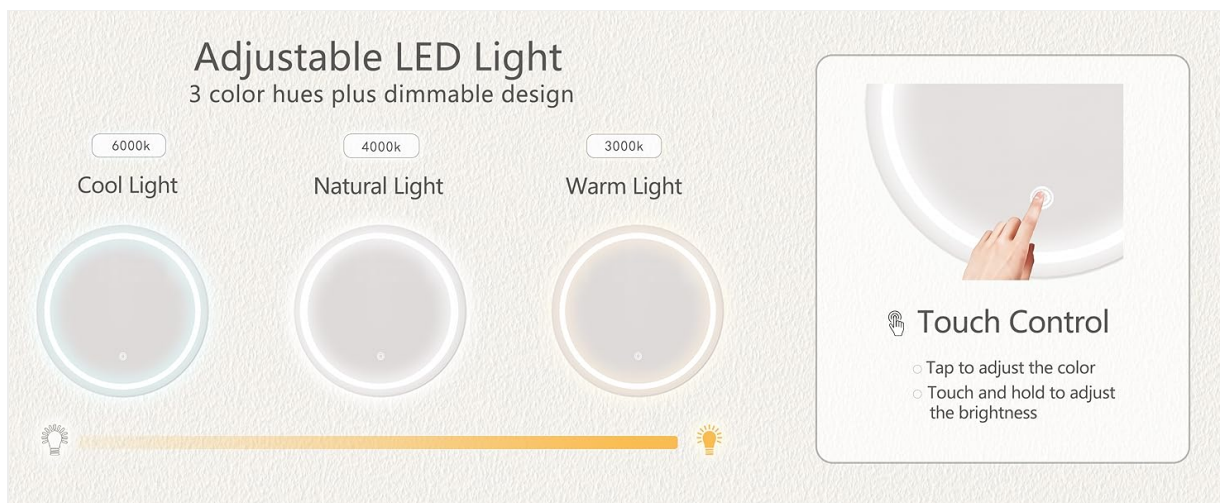 Adjustable LED Light
3 color hues plus dimmable design
6000k
Cool Light
4000k
Natural Light
3000k
Warm Light
Touch Control
Tap to adjust the color
Touch and hold to adjust
the brightness